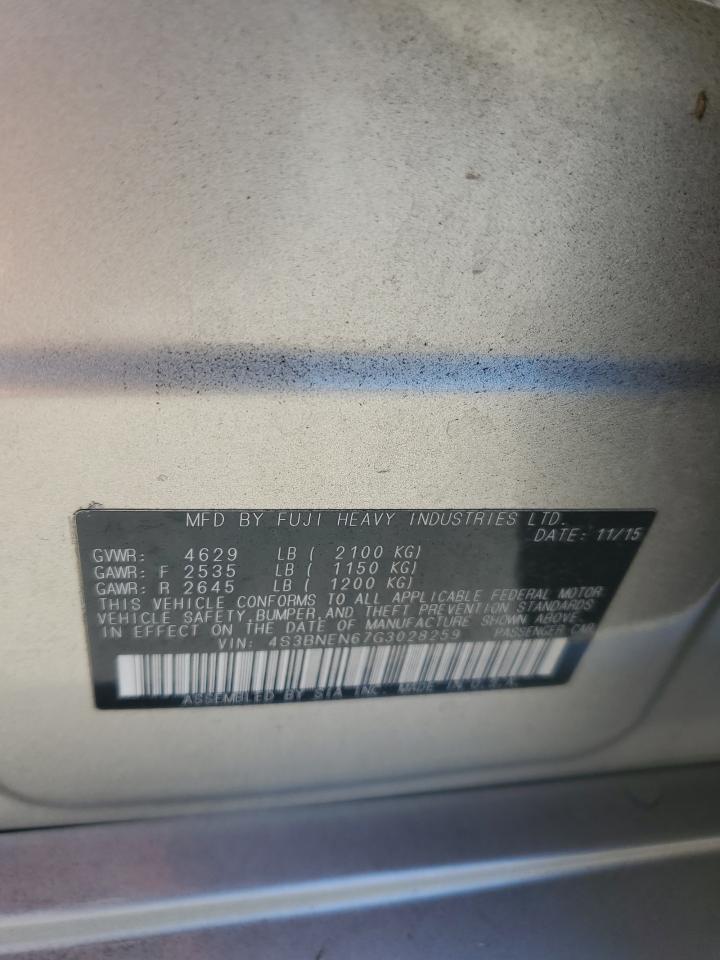 MFD BY FUJI HEAVY INDUSTRIES LTD.
DATE: 11/15
GVWR: 4629 LB ( 2100 KG)
GAWR: F 2535 LB ( 1150 KG)
GAWR: R 2645 LB ( 1200 KG)
THIS VEHICLE CONFORMS TO ALL APPLICABLE FEDERAL MOTOR
VEHICLE SAFETY,BUMPER,AND THEFT PREVENTION STANDARDS
IN EFFECT ON THE DATE OF MANUFACTURE SHOWN ABOVE.
VIN: 4S3BNEN67G3028259 PASSENGER CAR
ASSEMBLED BY SIA INC. MADE IN U.S.A.